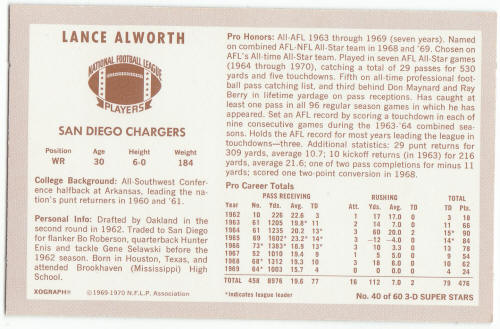 LANCE ALWORTH
NATIONAL FOOTBALL LEAGUE
PLAYERS
SAN DIEGO CHARGERS
Position Age Height Weight
WR 30 6-0 184
College Background: All-Southwest Confer-
ence halfback at Arkansas, leading the na-
tion's punt returners in 1960 and '61.
Personal Info: Drafted by Oakland in the
second round in 1962. Traded to San Diego
for flanker Bo Roberson, quarterback Hunter
Enis and tackle Gene Selawski before the
1962 season. Born in Houston, Texas, and
attended Brookhaven (Mississippi) High
School.
XOGRAPH® ©1969-1970 N.F.L.P. Association
Pro Honors: All-AFL 1963 through 1969 (seven years). Named
on combined AFL-NFL All-Star team in 1968 and '69. Chosen on
AFL's All-time All-Star team. Played in seven AFL All-Star games
(1964 through 1970), catching a total of 29 passes for 530
yards and five touchdowns. Fifth on all-time professional foot-
ball pass catching list, and third behind Don Maynard and Ray
Berry in lifetime yardage on pass receptions. Has caught at
least one pass in all 96 regular season games in which he has
appeared. Set an AFL record by scoring a touchdown in each of
nine consecutive games during the 1963-'64 combined sea-
sons. Holds the AFL record for most years leading the league in
touchdowns—three. Additional statistics: 29 punt returns for
309 yards, average 10.7; 10 kickoff returns (in 1963) for 216
yards, average 21.6; one of two pass completions for minus 11
yards; scored one two-point conversion in 1968.
Pro Career Totals
PASS RECEIVING RUSHING TOTAL
No. Yds. Avg. TD Att. Yds. Avg. TD TD Pts.
1962 10 226 22.6 3 1 17 17.0 0 3 18
1963 61 1205 19.8* 11 2 14 7.0 0 11 66
1964 61 1235 20.2 13* 3 60 20.0 2 15* 90
1965 69 1602* 23.2* 14* 3 -12 -4.0 0 14* 84
1966 73* 1383* 18.9 13* 3 10 3.3 0 13 78
1967 52 1010 19.4 9 1 5 5.0 0 9 54
1968 68* 1312 19.3 10 3 18 6.0 0 10 62
1969 64* 1003 15.7 4 0 0 0.0 0 4 24
TOTAL 458 8976 19.6 77 16 112 7.0 2 79 476
*Indicates league leader
No. 40 of 60 3-D SUPER STARS